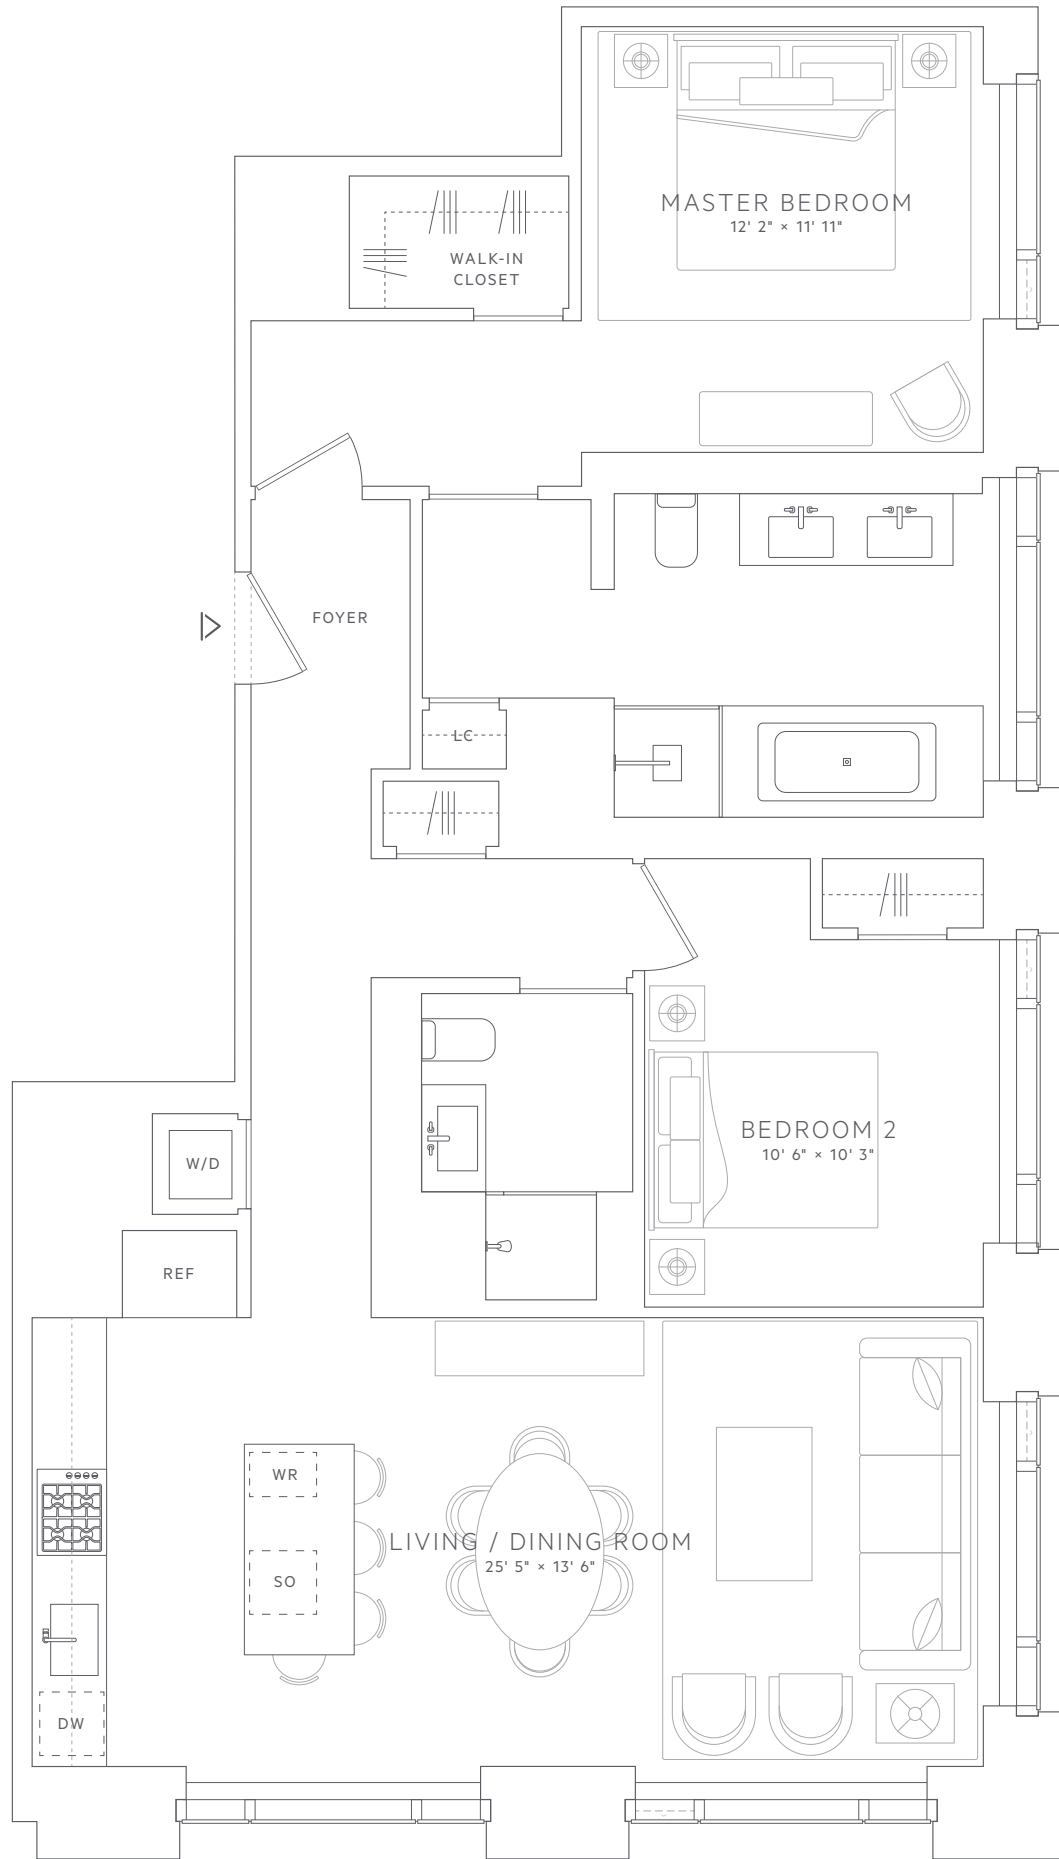 MASTER BEDROOM
12' 2" × 11' 11"
WALK-IN
CLOSET
FOYER
LC
W/D
BEDROOM 2
10' 6" × 10' 3"
REF
WR
LIVING / DINING ROOM
25' 5" × 13' 6"
SO
DW